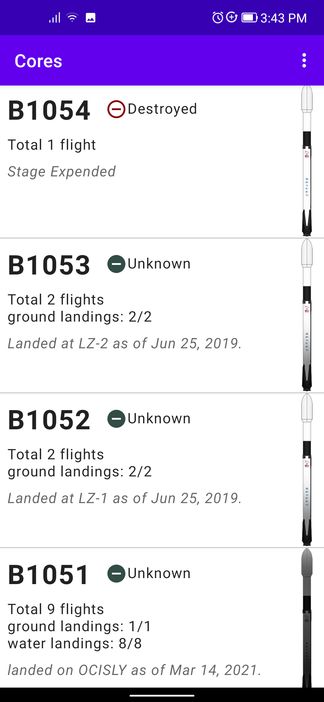 3:43 PM
Cores
B1054
Destroyed
Total 1 flight
Stage Expended
B1053
Unknown
Total 2 flights
ground landings: 2/2
Landed at LZ-2 as of Jun 25, 2019.
B1052
Unknown
Total 2 flights
ground landings: 2/2
Landed at LZ-1 as of Jun 25, 2019.
B1051
Unknown
Total 9 flights
ground landings: 1/1
water landings: 8/8
landed on OCISLY as of Mar 14, 2021.